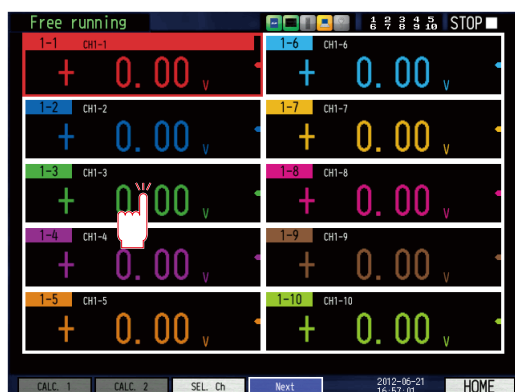 Free running
1 2 3 4 5
6 7 8 9 10
STOP
1-1 CH1-1
+ 0.00 V
1-6 CH1-6
+ 0.00 V
1-2 CH1-2
+ 0.00 V
1-7 CH1-7
+ 0.00 V
1-3 CH1-3
+ 0.00 V
1-8 CH1-8
+ 0.00 V
1-4 CH1-4
+ 0.00 V
1-9 CH1-9
+ 0.00 V
1-5 CH1-5
+ 0.00 V
1-10 CH1-10
+ 0.00 V
CALC. 1
CALC. 2
SEL. Ch
Next
2012-06-21
16:57:01
HOME